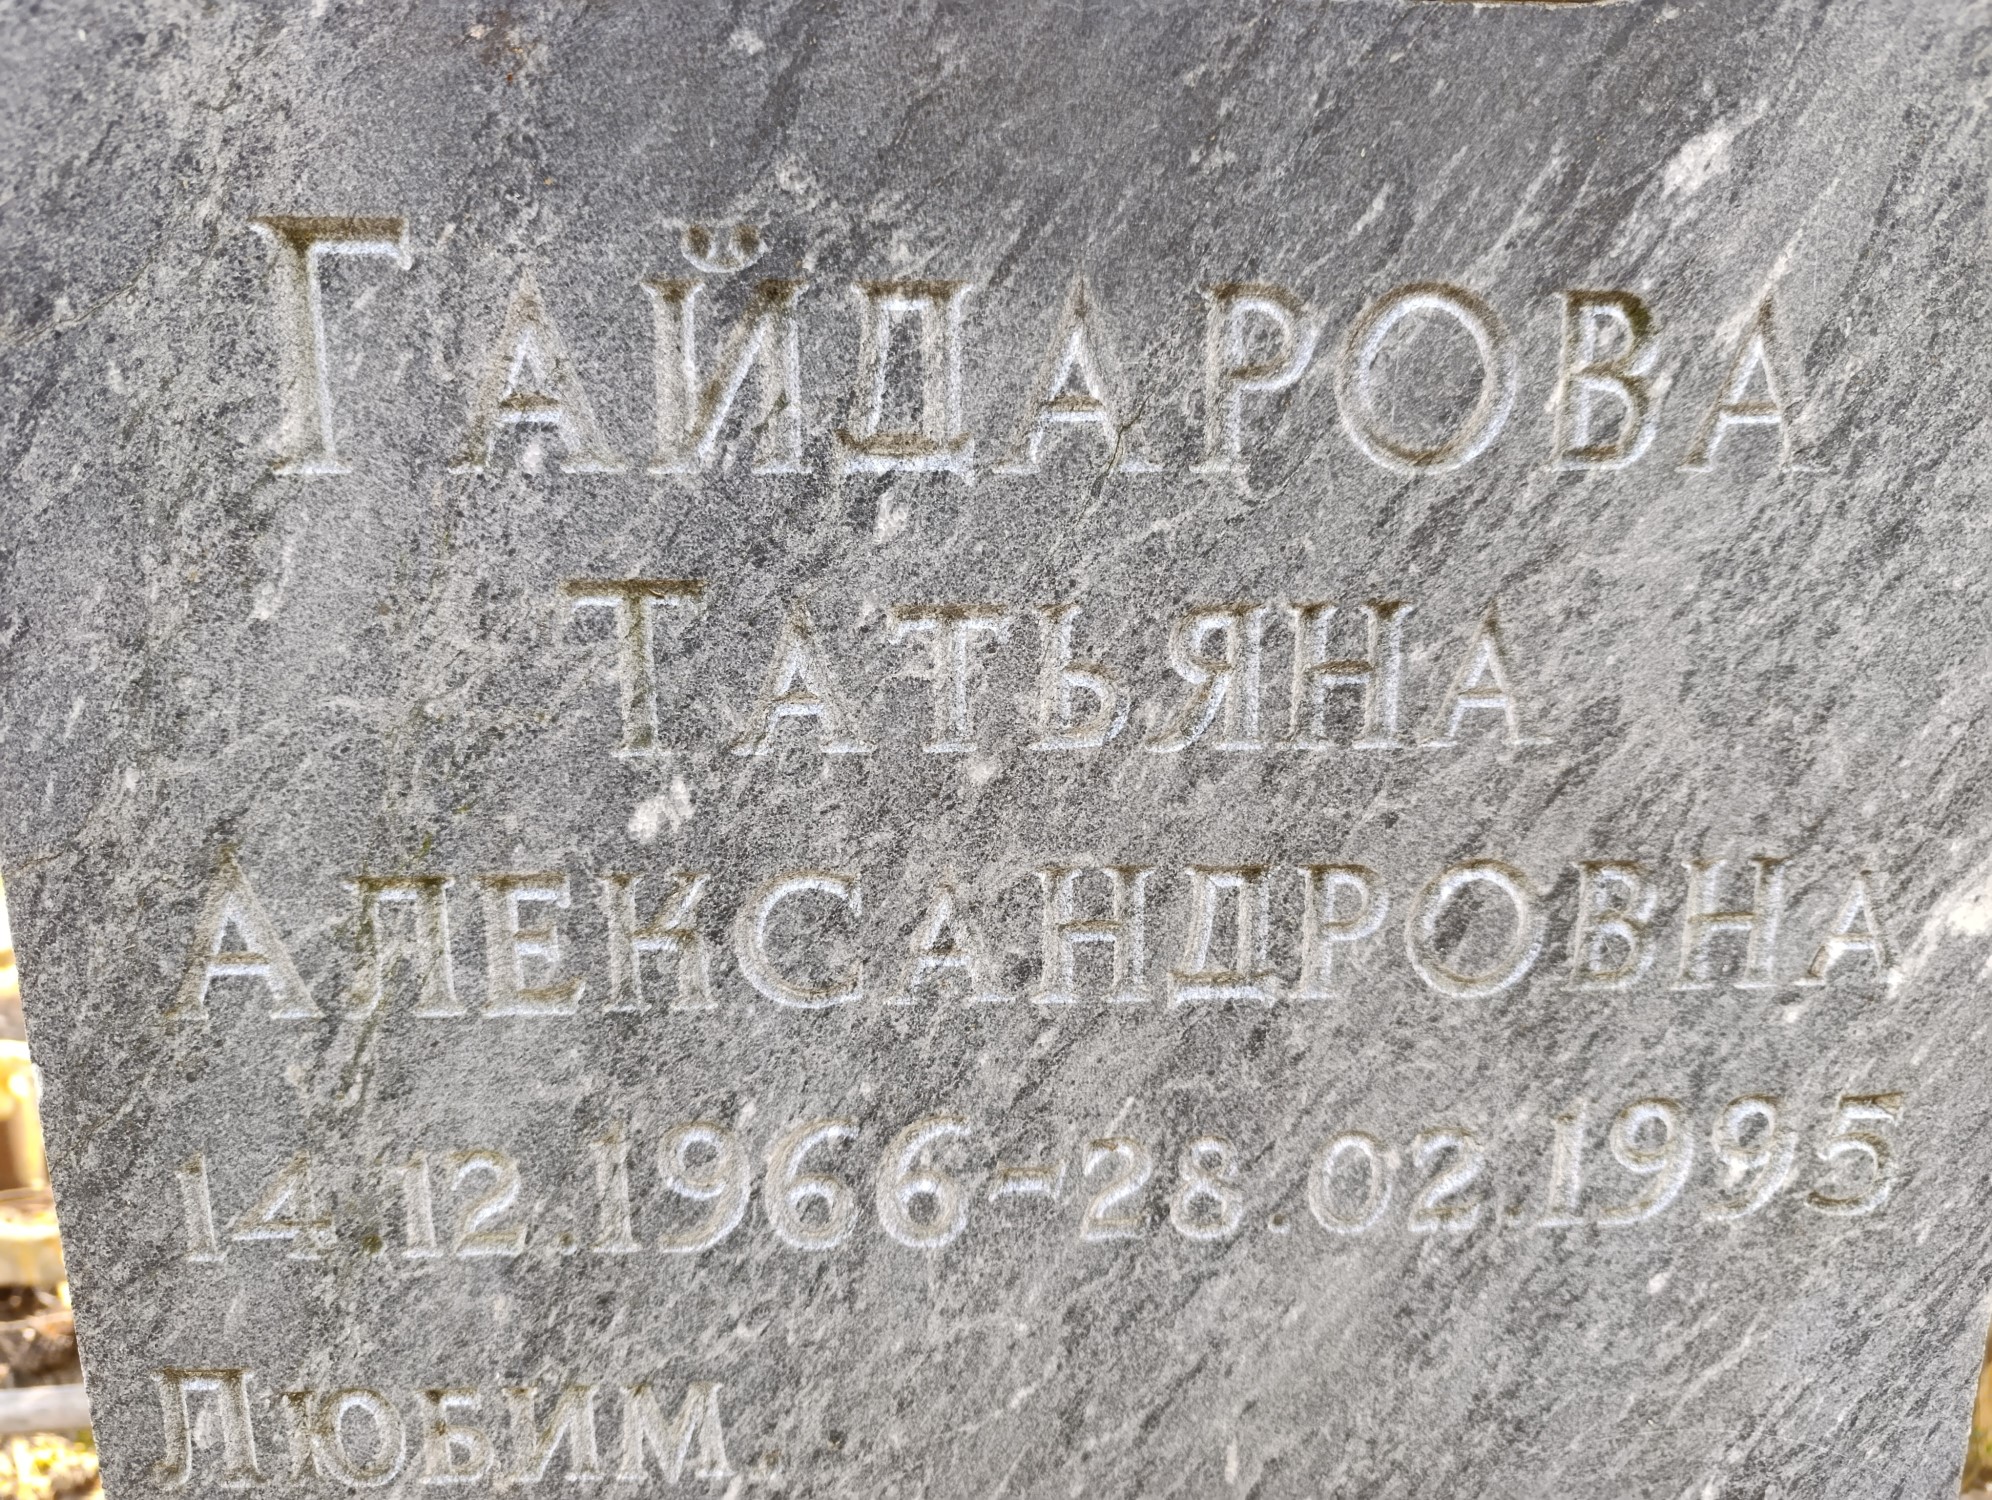 Гайдарова
Татьяна
Александровна
14.12.1966-28.02.1995
Любим.